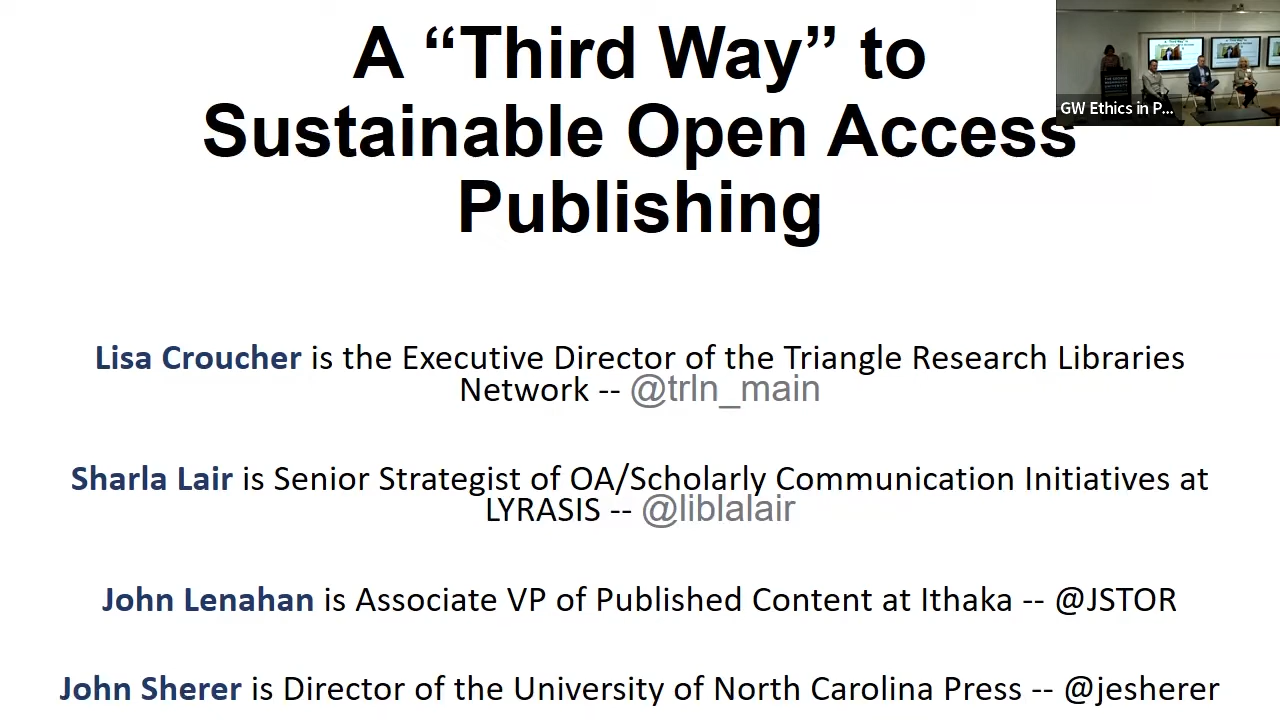 A “Third Way” to
Sustainable Open Access
Publishing
GW Ethics in P...
Lisa Croucher is the Executive Director of the Triangle Research Libraries
Network -- @trln_main
Sharla Lair is Senior Strategist of OA/Scholarly Communication Initiatives at
LYRASIS -- @liblalair
John Lenahan is Associate VP of Published Content at Ithaka -- @JSTOR
John Sherer is Director of the University of North Carolina Press -- @jesherer